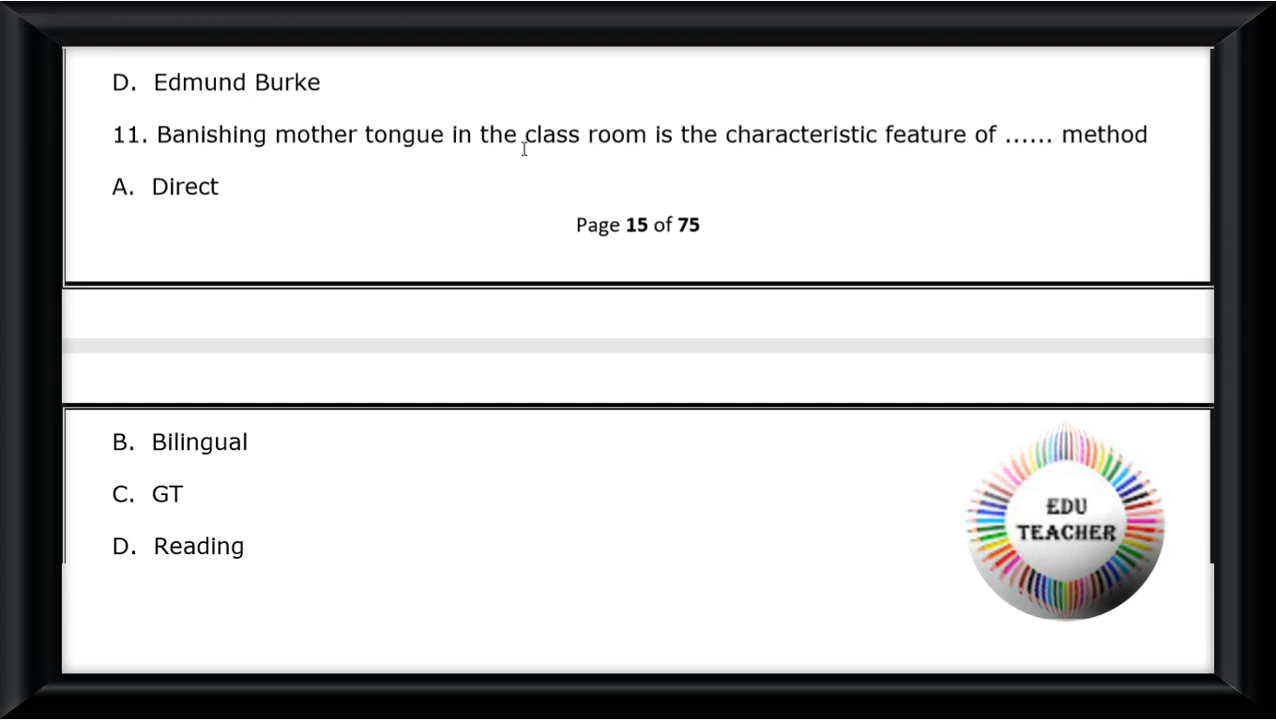 D. Edmund Burke
11. Banishing mother tongue in the class room is the characteristic feature of ...... method
A. Direct
Page 15 of 75
B. Bilingual
C. GT
D. Reading
EDU
TEACHER